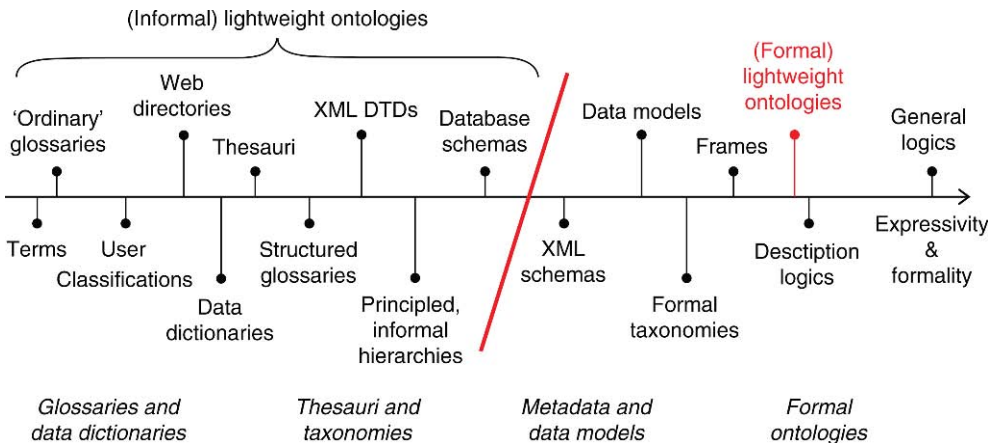 (Informal) lightweight ontologies
(Formal)
lightweight
ontologies
Web
directories
'Ordinary'
glossaries
Thesauri
XML DTDs
Database
schemas
Data models
Frames
General
logics
Terms
User
Classifications
Data
dictionaries
Structured
glossaries
Principled,
informal
hierarchies
XML
schemas
Formal
taxonomies
Desctiption
logics
Expressivity
&
formality
Glossaries and
data dictionaries
Thesauri and
taxonomies
Metadata and
data models
Formal
ontologies